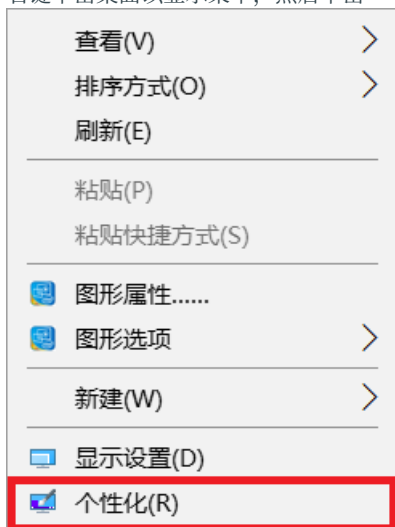 查看(V)
排序方式(O)
刷新(E)
粘贴(P)
粘贴快捷方式(S)
图形属性......
图形选项
新建(W)
显示设置(D)
个性化(R)